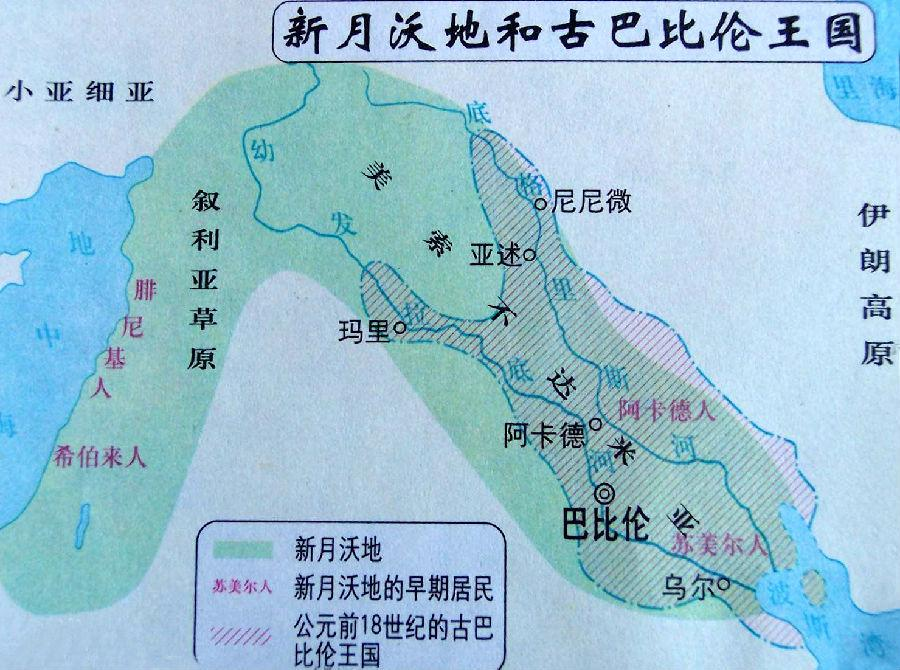 新月沃地和古巴比伦王国
小亚细亚
里海
底格里斯河
幼发拉底河
美索不达米亚
叙利亚草原
伊朗高原
地中海
腓尼基人
希伯来人
尼尼微
亚述
玛里
阿卡德人
阿卡德
巴比伦
苏美尔人
乌尔
波斯湾
新月沃地
苏美尔人 新月沃地的早期居民
公元前18世纪的古巴
比伦王国